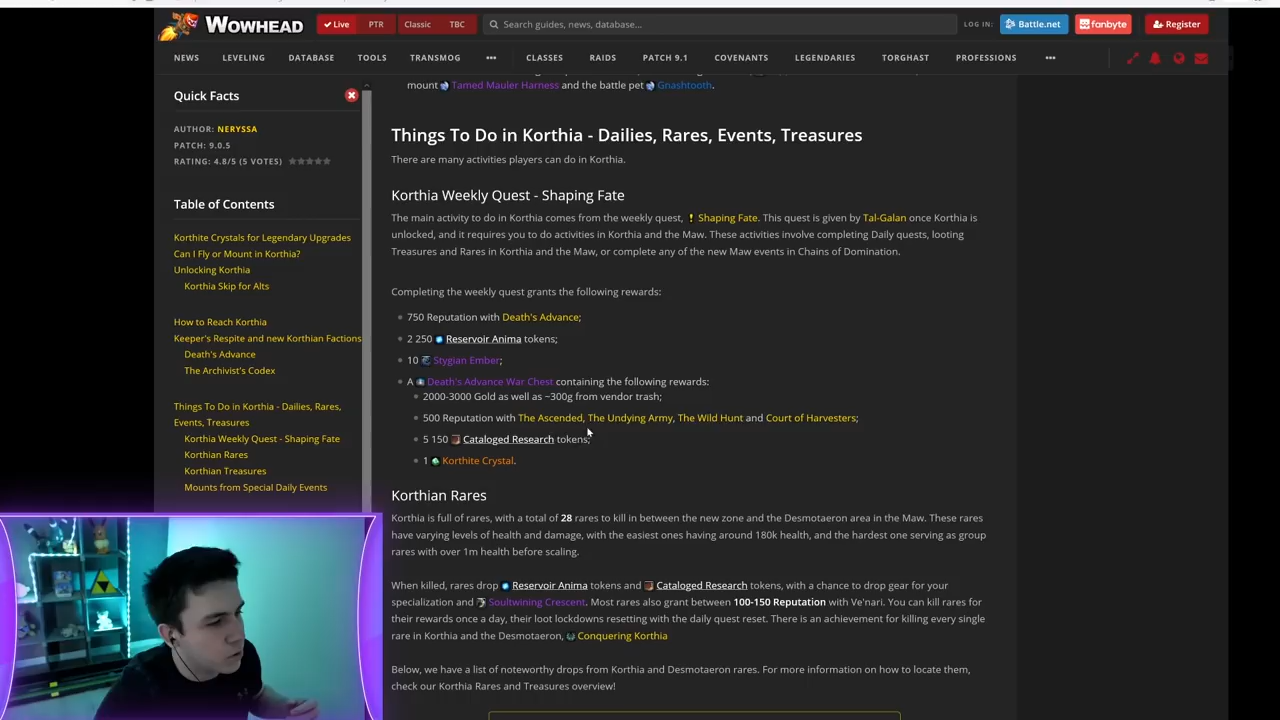 WOWHEAD
Live
PTR
Classic
TBC
Search guides, news, database...
LOG IN:
Battle.net
fanbyte
Register
NEWS
LEVELING
DATABASE
TOOLS
TRANSMOG
•••
CLASSES
RAIDS
PATCH 9.1
COVENANTS
LEGENDARIES
TORGHAST
PROFESSIONS
•••
Quick Facts
AUTHOR: NERYSSA
PATCH: 9.0.5
RATING: 4.8/5 (5 VOTES)
Table of Contents
Korthite Crystals for Legendary Upgrades
Can I Fly or Mount in Korthia?
Unlocking Korthia
Korthia Skip for Alts
How to Reach Korthia
Keeper's Respite and new Korthian Factions
Death's Advance
The Archivist's Codex
Things To Do in Korthia - Dailies, Rares,
Events, Treasures
Korthia Weekly Quest - Shaping Fate
Korthian Rares
Korthian Treasures
Mounts from Special Daily Events
mount Tamed Mauler Harness and the battle pet Gnashtooth.
Things To Do in Korthia - Dailies, Rares, Events, Treasures
There are many activities players can do in Korthia.
Korthia Weekly Quest - Shaping Fate
The main activity to do in Korthia comes from the weekly quest, Shaping Fate. This quest is given by Tal-Galan once Korthia is
unlocked, and it requires you to do activities in Korthia and the Maw. These activities involve completing Daily quests, looting
Treasures and Rares in Korthia and the Maw, or complete any of the new Maw events in Chains of Domination.
Completing the weekly quest grants the following rewards:
750 Reputation with Death's Advance;
2 250 Reservoir Anima tokens;
10 Stygian Ember;
A Death's Advance War Chest containing the following rewards:
2000-3000 Gold as well as ~300g from vendor trash;
500 Reputation with The Ascended, The Undying Army, The Wild Hunt and Court of Harvesters;
5 150 Cataloged Research tokens;
1 Korthite Crystal.
Korthian Rares
Korthia is full of rares, with a total of 28 rares to kill in between the new zone and the Desmotaeron area in the Maw. These rares
have varying levels of health and damage, with the easiest ones having around 180k health, and the hardest one serving as group
rares with over 1m health before scaling.
When killed, rares drop Reservoir Anima tokens and Cataloged Research tokens, with a chance to drop gear for your
specialization and Soultwining Crescent. Most rares also grant between 100-150 Reputation with Ve'nari. You can kill rares for
their rewards once a day, their loot lockdowns resetting with the daily quest reset. There is an achievement for killing every single
rare in Korthia and the Desmotaeron, Conquering Korthia
Below, we have a list of noteworthy drops from Korthia and Desmotaeron rares. For more information on how to locate them,
check our Korthia Rares and Treasures overview!